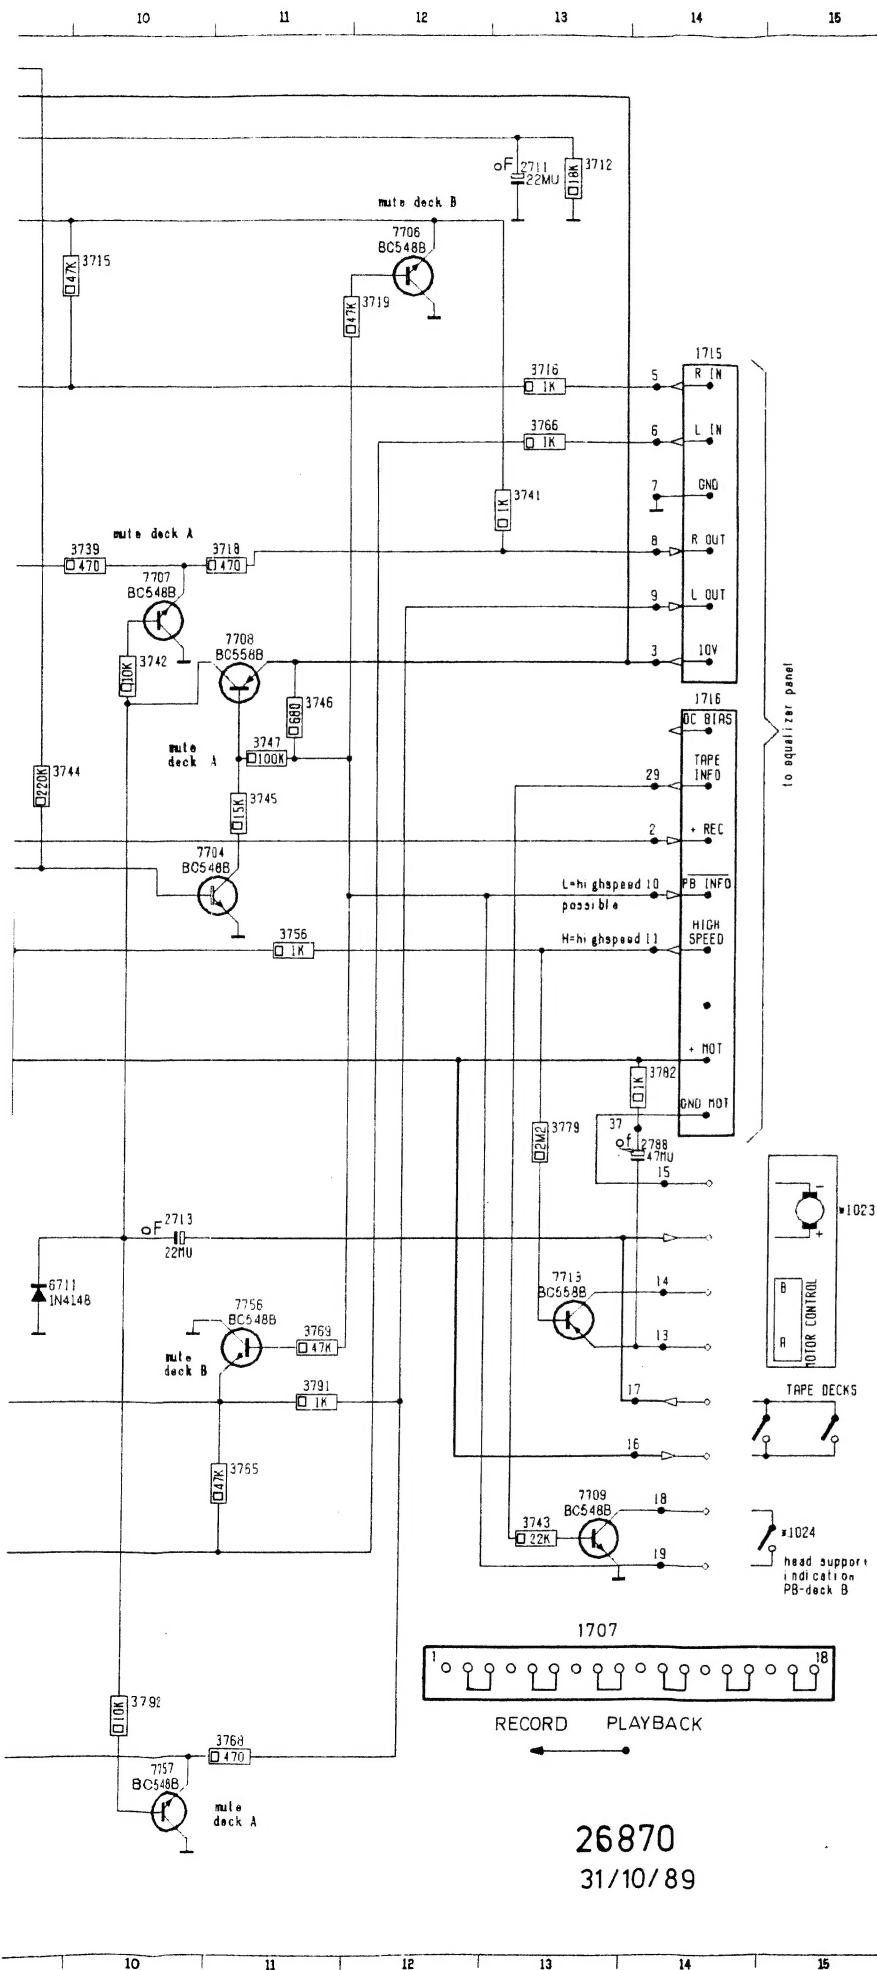 10 11 12 13 14 15
2711
22MU
3712
18K
mute deck B
7706
BC548B
3715
47K
3719
47K
1715
3716
1K
5
R IN
3766
1K
6
L IN
7
GND
3741
1K
mute deck A
3739
470
3718
470
8
R OUT
7707
BC548B
9
L OUT
7708
BC558B
3742
10K
3
10V
3746
680
1716
DC BIAS
to equalizer panel
mute
deck A
3747
100K
3744
220K
TAPE
INFO
29
3745
15K
2
+ REC
7704
BC548B
L=highspeed 10
possible
PB INFO
3756
1K
H=highspeed 11
HIGH
SPEED
+ MOT
3782
1K
GND MOT
37
3779
2M2
2788
47MU
15
-
*1023
+
oF
2713
22MU
6711
1N4148
7713
BC558B
14
B
A
MOTOR CONTROL
7756
BC548B
3769
47K
13
mute
deck B
3791
1K
17
TAPE DECKS
16
3765
47K
7709
BC548B
18
3743
22K
*1024
19
head support
indication
PB-deck B
1707
1 18
RECORD PLAYBACK
3792
10K
3768
470
7757
BC548B
mute
deck A
26870
31/10/89
10 11 12 13 14 15